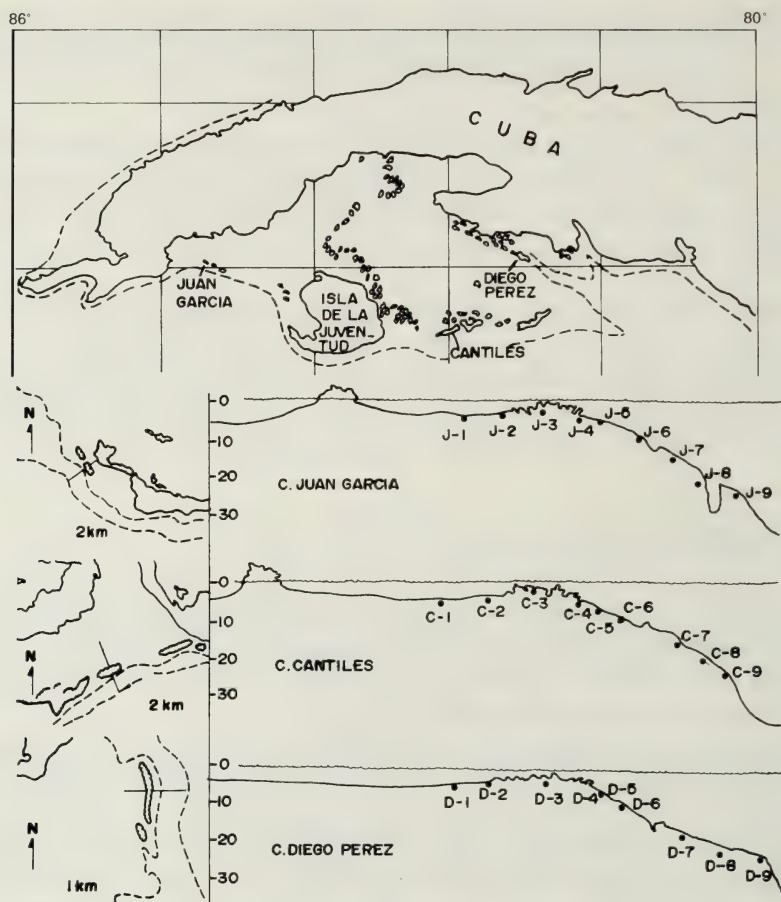 86°
80°
CUBA
JUAN
GARCIA
ISLA
DE LA
JUVEN-
TUD
DIEGO
PEREZ
CANTILES
N
2 km
0
10
20
30
C. JUAN GARCIA
J-1
J-2
J-3
J-4
J-5
J-6
J-7
J-8
J-9
N
2 km
0
10
20
30
C. CANTILES
C-1
C-2
C-3
C-4
C-5
C-6
C-7
C-8
C-9
N
1 km
0
10
20
30
C. DIEGO PEREZ
D-1
D-2
D-3
D-4
D-5
D-6
D-7
D-8
D-9